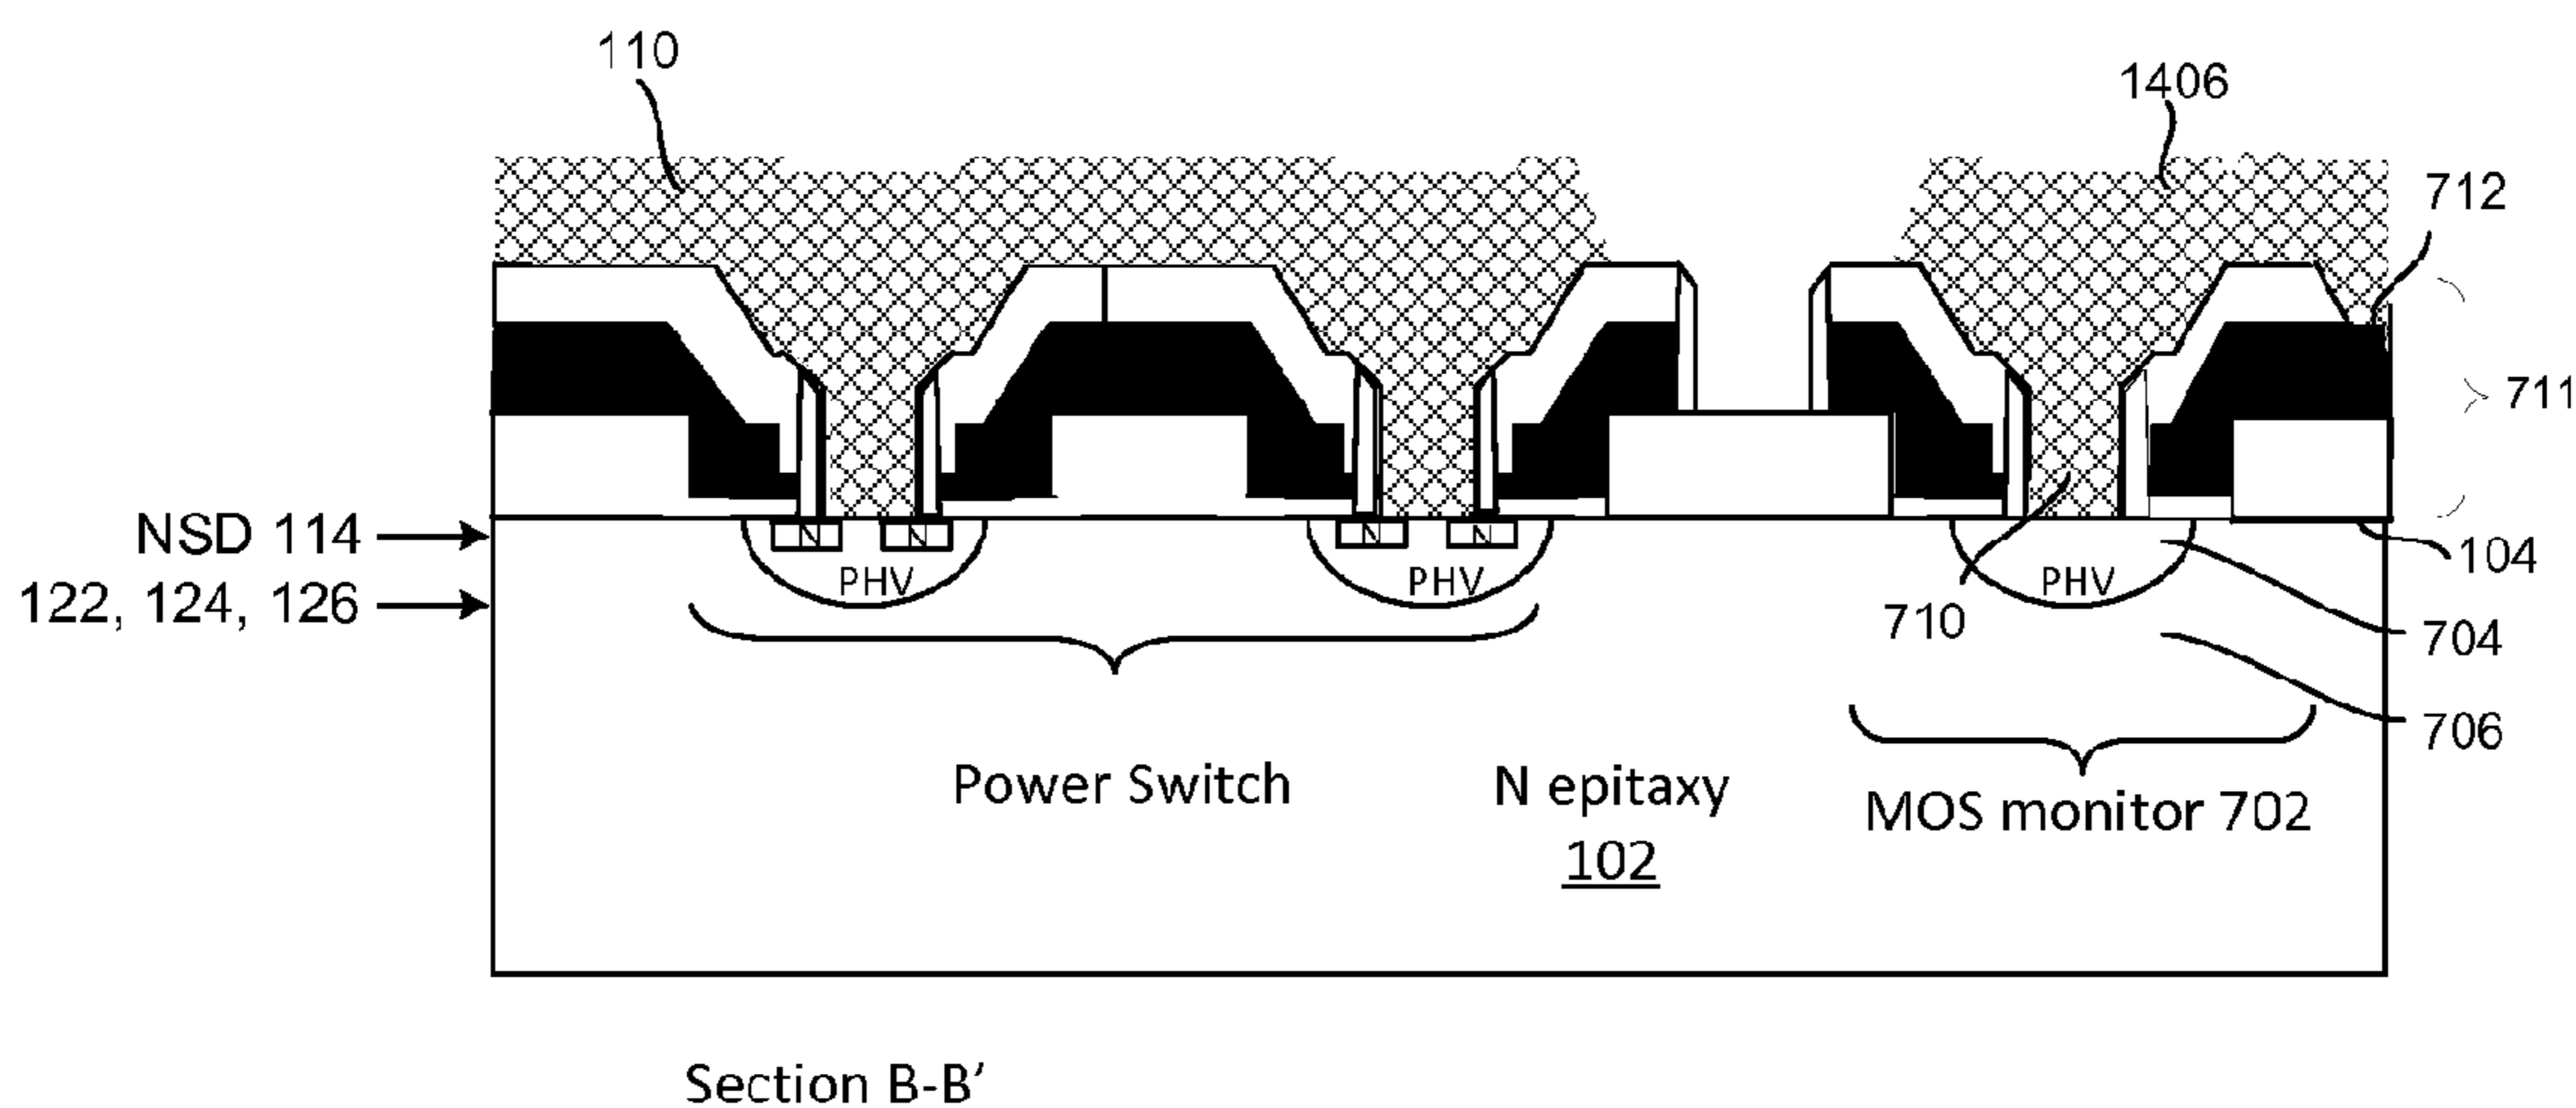 110
1406
712
711
NSD 114
N N N N
104
122, 124, 126
PHV PHV PHV
710
704
706
Power Switch
N epitaxy
102
MOS monitor 702
Section B-B’